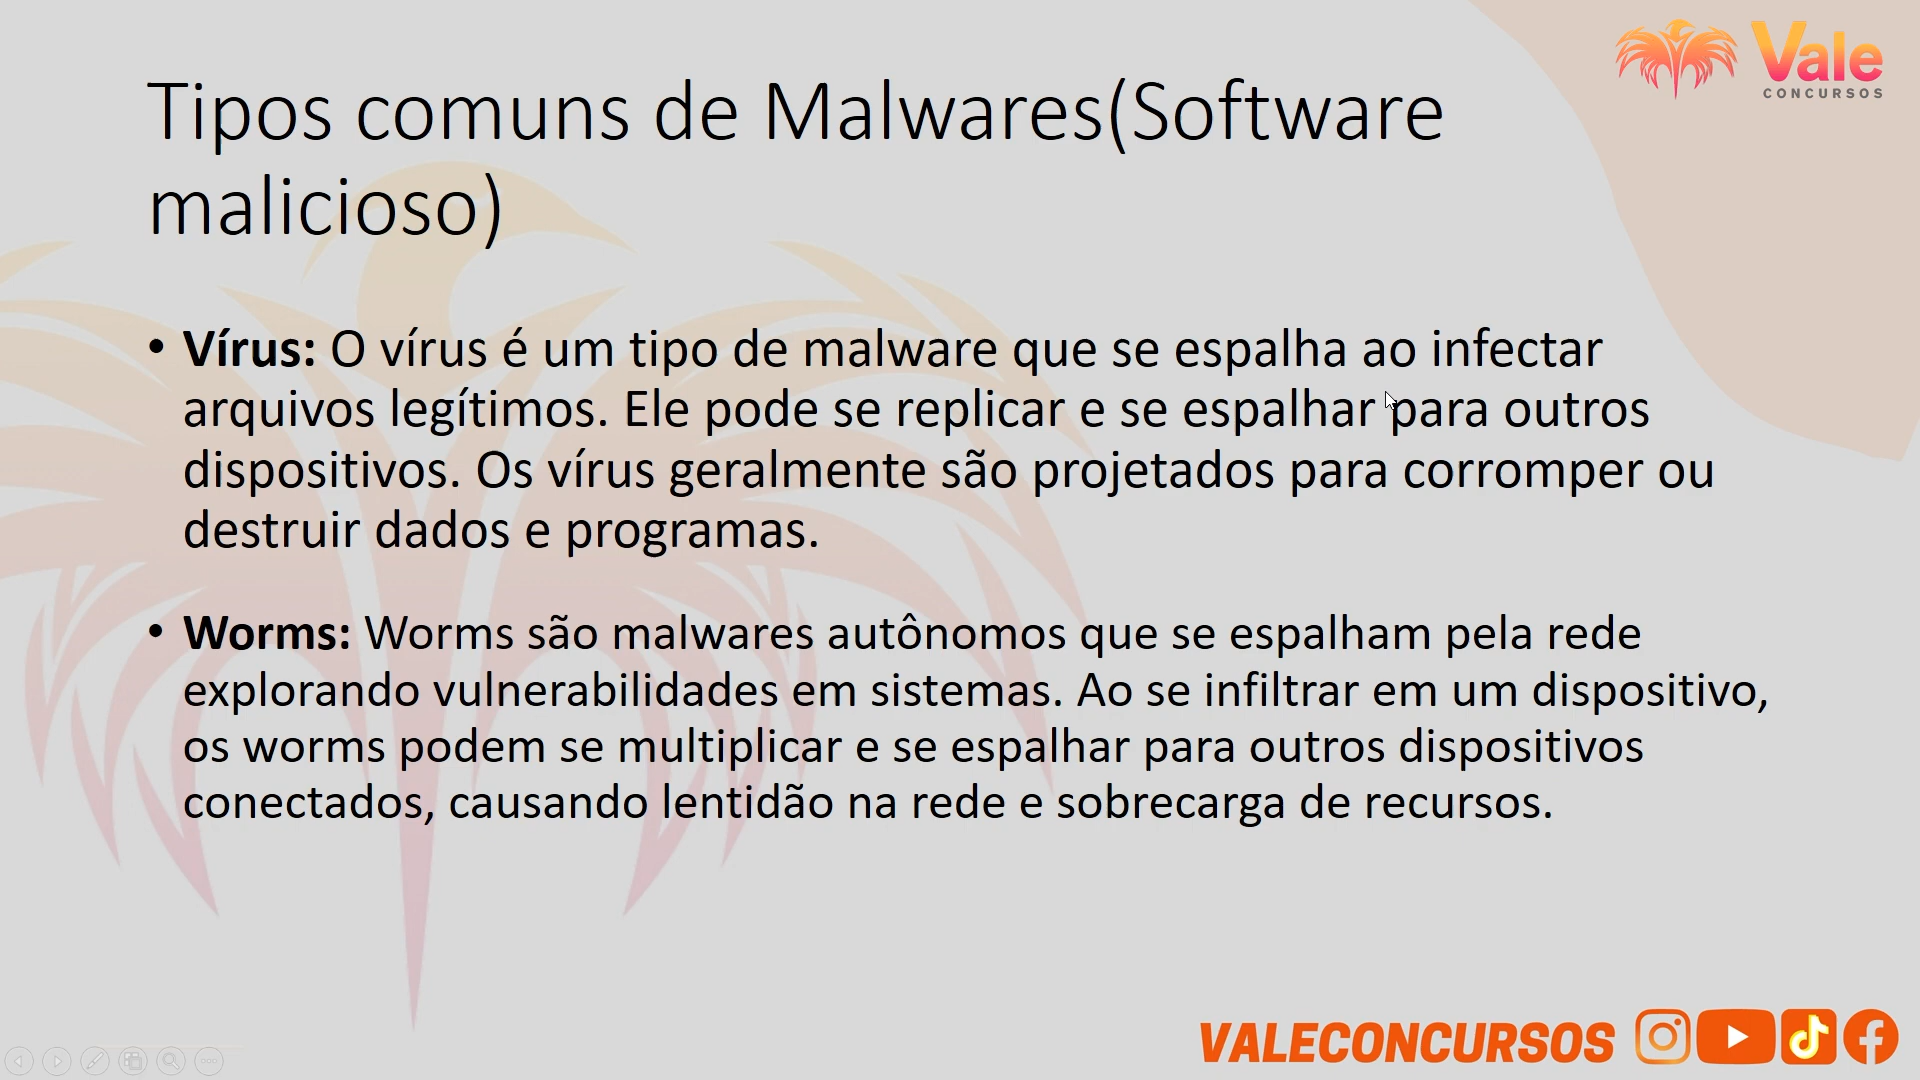 Vale
CONCURSOS
Tipos comuns de Malwares(Software
malicioso)
• Vírus: O vírus é um tipo de malware que se espalha ao infectar
arquivos legítimos. Ele pode se replicar e se espalhar para outros
dispositivos. Os vírus geralmente são projetados para corromper ou
destruir dados e programas.
• Worms: Worms são malwares autônomos que se espalham pela rede
explorando vulnerabilidades em sistemas. Ao se infiltrar em um dispositivo,
os worms podem se multiplicar e se espalhar para outros dispositivos
conectados, causando lentidão na rede e sobrecarga de recursos.
VALECONCURSOS